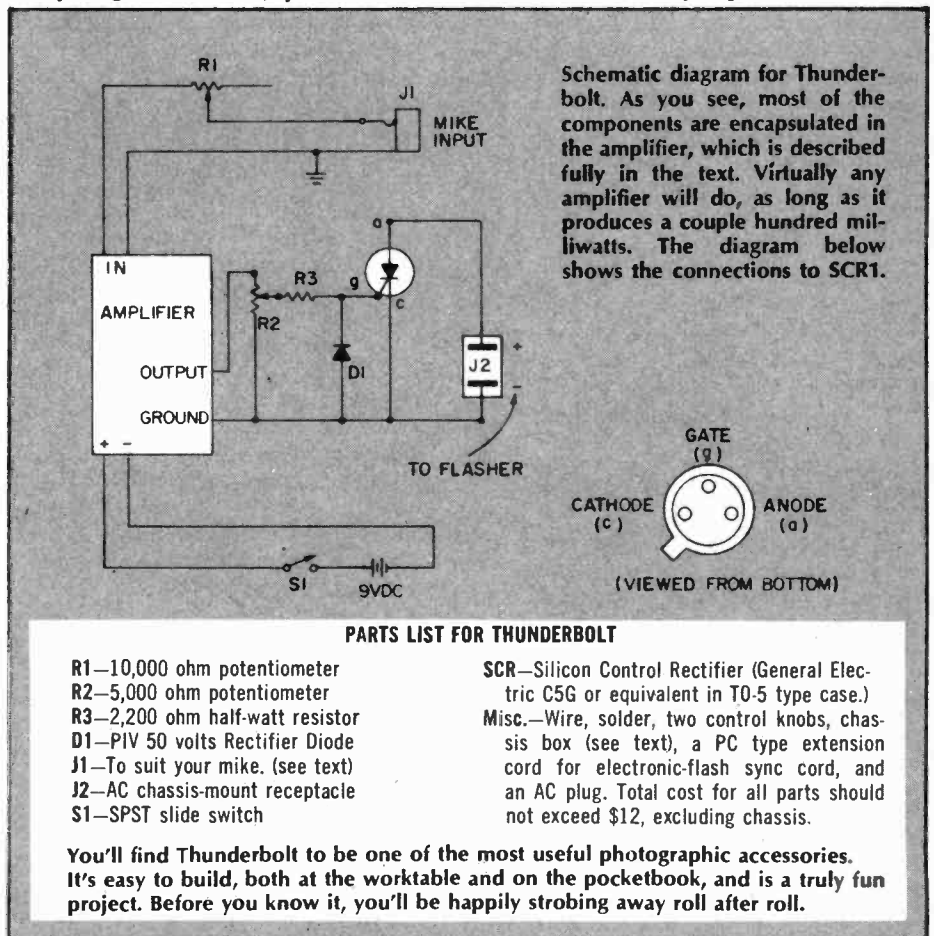 R1
J1
MIKE
INPUT
Schematic diagram for Thunder-
bolt. As you see, most of the
components are encapsulated in
the amplifier, which is described
fully in the text. Virtually any
amplifier will do, as long as it
produces a couple hundred mil-
liwatts. The diagram below
shows the connections to SCR1.
IN
AMPLIFIER
OUTPUT
GROUND
+ -
R2
R3
g
a
c
D1
J2
+
-
TO FLASHER
S1
9VDC
GATE
(g)
CATHODE
(c)
ANODE
(a)
(VIEWED FROM BOTTOM)
PARTS LIST FOR THUNDERBOLT
R1—10,000 ohm potentiometer
R2—5,000 ohm potentiometer
R3—2,200 ohm half-watt resistor
D1—PIV 50 volts Rectifier Diode
J1—To suit your mike. (see text)
J2—AC chassis-mount receptacle
S1—SPST slide switch
SCR—Silicon Control Rectifier (General Elec-
tric C5G or equivalent in TO-5 type case.)
Misc.—Wire, solder, two control knobs, chas-
sis box (see text), a PC type extension
cord for electronic-flash sync cord, and
an AC plug. Total cost for all parts should
not exceed $12, excluding chassis.
You'll find Thunderbolt to be one of the most useful photographic accessories.
It's easy to build, both at the worktable and on the pocketbook, and is a truly fun
project. Before you know it, you'll be happily strobing away roll after roll.